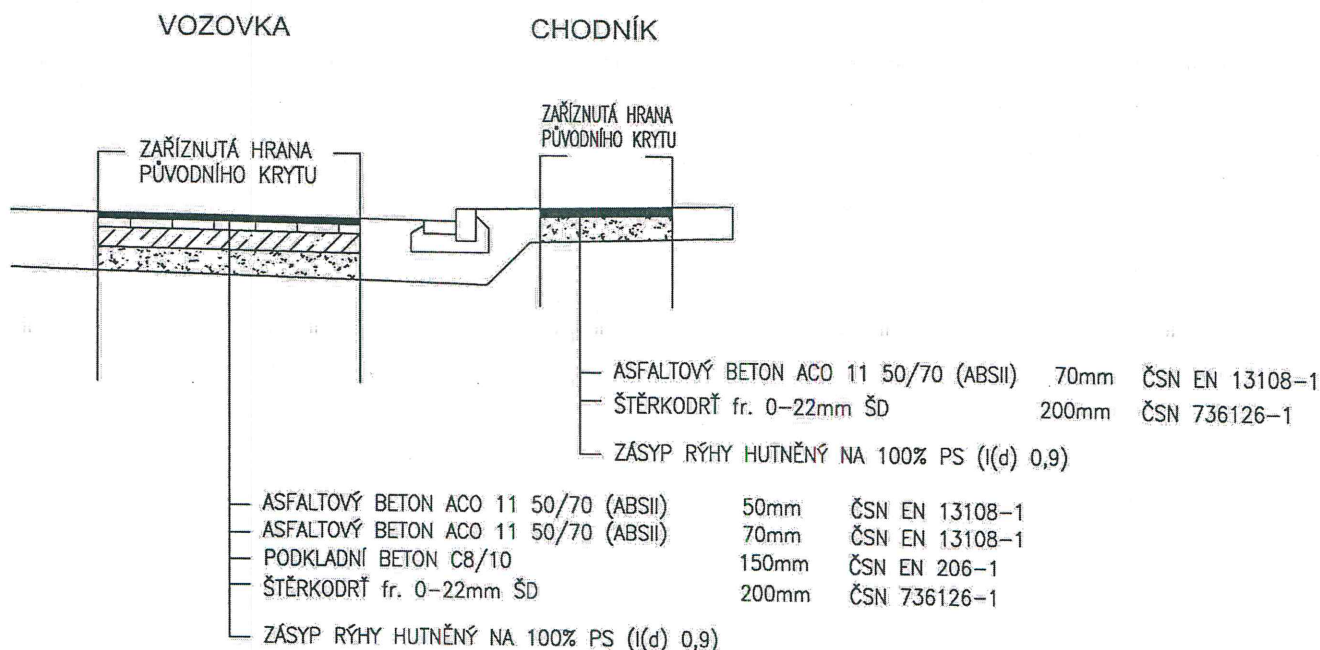 VOZOVKA
CHODNÍK
ZAŘÍZNUTÁ HRANA
PŮVODNÍHO KRYTU
ZAŘÍZNUTÁ HRANA
PŮVODNÍHO KRYTU
ASFALTOVÝ BETON ACO 11 50/70 (ABSII) 70mm ČSN EN 13108-1
ŠTĚRKODRŤ fr. 0-22mm ŠD 200mm ČSN 736126-1
ZÁSYP RÝHY HUTNĚNÝ NA 100% PS (I(d) 0,9)
ASFALTOVÝ BETON ACO 11 50/70 (ABSII) 50mm ČSN EN 13108-1
ASFALTOVÝ BETON ACO 11 50/70 (ABSII) 70mm ČSN EN 13108-1
PODKLADNÍ BETON C8/10 150mm ČSN EN 206-1
ŠTĚRKODRŤ fr. 0-22mm ŠD 200mm ČSN 736126-1
ZÁSYP RÝHY HUTNĚNÝ NA 100% PS (I(d) 0,9)